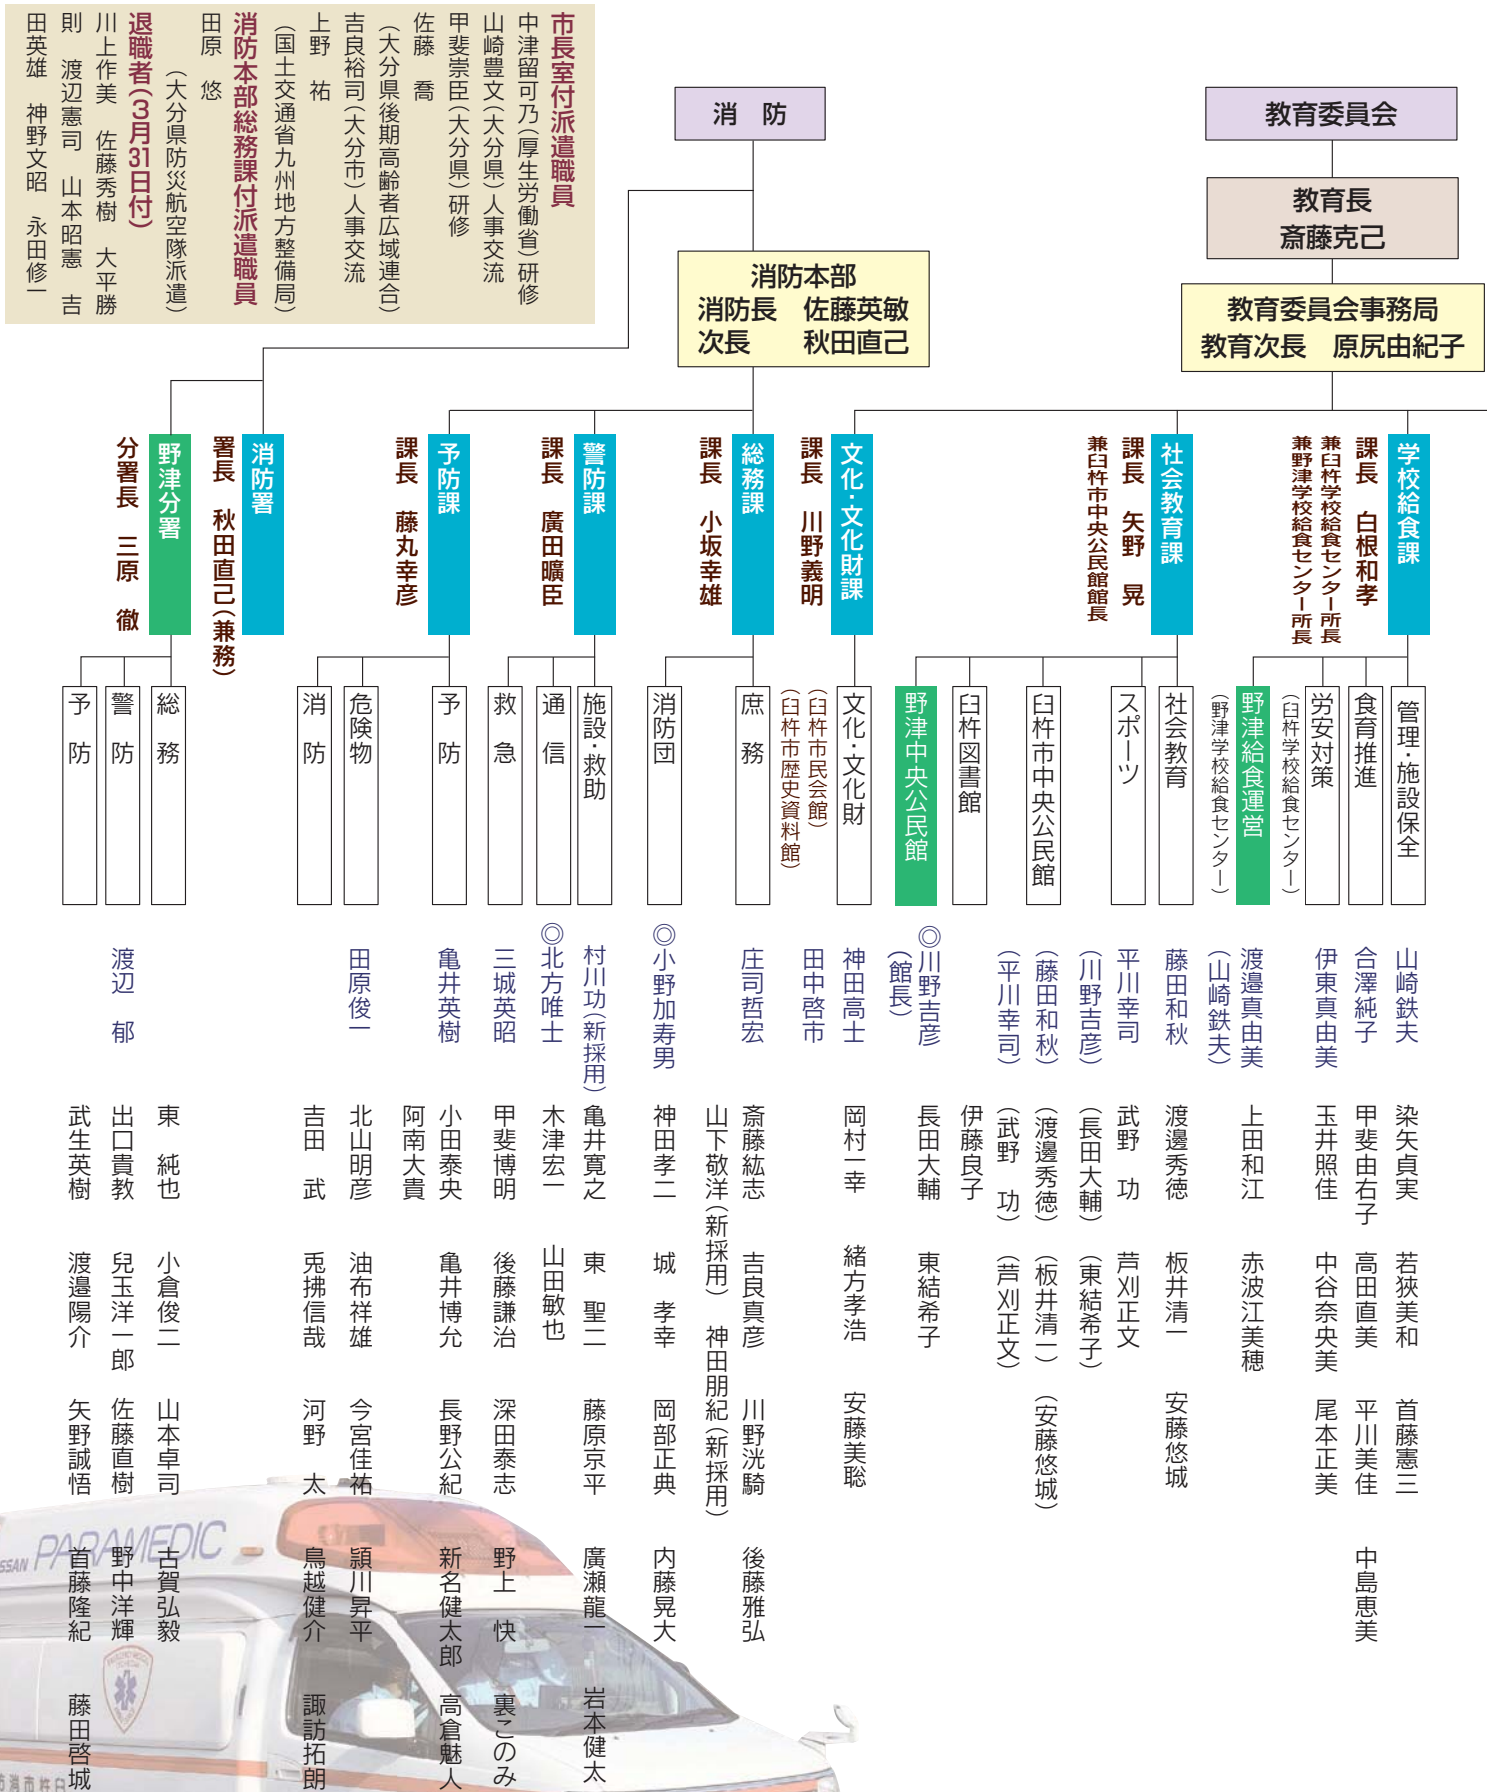 教育委員会
教育長
斎藤克己
教育委員会事務局
教育次長　原尻由紀子
学校給食課
課長　白根和孝
兼臼杵学校給食センター所長
兼野津学校給食センター所長
管理・施設保全
山崎鉄夫　染矢貞実　若狹美和　首藤憲三
食育推進
合澤純子　甲斐由右子　高田直美　平川美佳　中島恵美
労安対策
伊東真由美　玉井照佳　中谷奈央美　尾本正美
（臼杵学校給食センター）
野津給食運営
渡邉真由美　上田和江　赤波江美穂
（野津学校給食センター）
（山崎鉄夫）
社会教育課
課長　矢野　晃
兼臼杵市中央公民館館長
社会教育
藤田和秋　渡邉秀徳　板井清一　安藤悠城
スポーツ
平川幸司　武野　功　芦刈正文
（川野吉彦）（長田大輔）（東結希子）
臼杵市中央公民館
（藤田和秋）（渡邉秀徳）（板井清一）（安藤悠城）
（平川幸司）（武野　功）（芦刈正文）
臼杵図書館
伊藤良子
野津中央公民館
◎川野吉彦　長田大輔　東結希子
（館長）
文化・文化財課
課長　川野義明
文化・文化財
神田高士　岡村一幸　緒方孝浩　安藤美聡
（臼杵市民会館）
田中啓市
（臼杵市歴史資料館）
消　防
消防本部
消防長　佐藤英敏
次長　　秋田直己
総務課
課長　小坂幸雄
庶　務
庄司哲宏　斎藤紘志　吉良真彦　川野洸騎　後藤雅弘
山下敬洋（新採用）　神田朋紀（新採用）
消防団
◎小野加寿男　神田孝二　城　孝幸　岡部正典　内藤晃大
警防課
課長　廣田曠臣
施設・救助
村川功（新採用）　亀井寛之　東　聖二　藤原京平　廣瀬龍一　岩本健太
通　信
◎北方唯士　木津宏一　山田敏也
救　急
三城英昭　甲斐博明　後藤謙治　深田泰志　野上　快　裏このみ
予防課
課長　藤丸幸彦
予　防
亀井英樹　小田泰央　亀井博允　長野公紀　新名健太郎　高倉魅人
阿南大貴
危険物
田原俊一　北山明彦　油布祥雄　今宮佳祐　頴川昇平
消　防
吉田　武　兎拂信哉　河野　太　鳥越健介　諏訪拓朗
消防署
署長　秋田直己（兼務）
野津分署
分署長　三原　徹
総　務
東　純也　小倉俊二　山本卓司　古賀弘毅
警　防
渡辺　郁　出口貴教　兒玉洋一郎　佐藤直樹　野中洋輝
予　防
武生英樹　渡邉陽介　矢野誠悟　首藤隆紀　藤田啓城
市長室付派遣職員
中津留可乃（厚生労働省）研修
山崎豊文（大分県）人事交流
甲斐崇臣（大分県）研修
佐藤　喬
（大分県後期高齢者広域連合）
吉良裕司（大分市）人事交流
上野　祐
（国土交通省九州地方整備局）
消防本部総務課付派遣職員
田原　悠
（大分県防災航空隊派遣）
退職者（3月31日付）
川上作美　佐藤秀樹　大平勝
則　渡辺憲司　山本昭憲　吉
田英雄　神野文昭　永田修一
PARAMEDIC